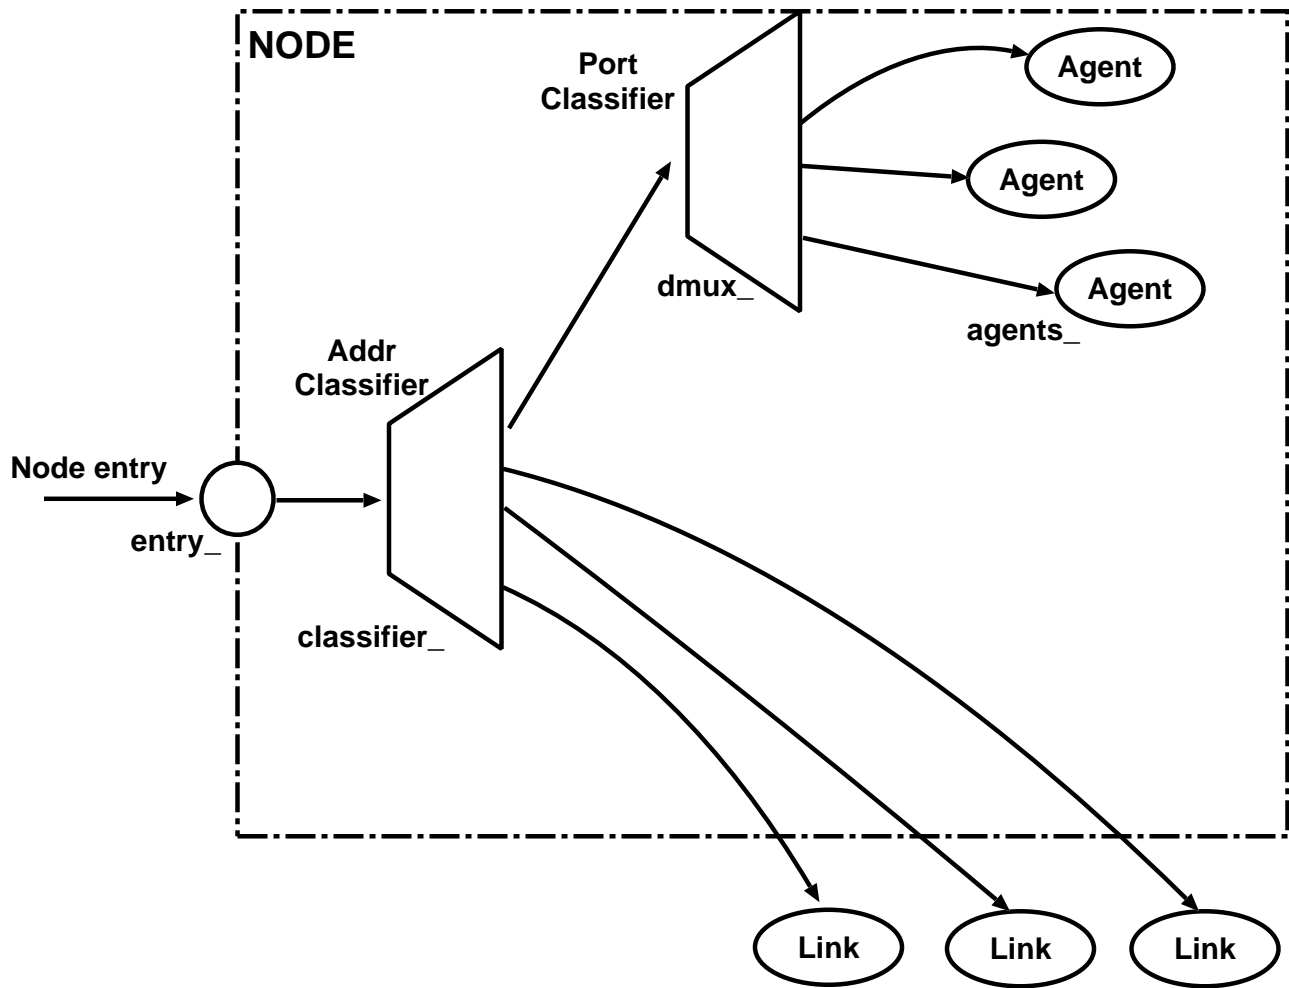 NODE
Port
Classifier
Agent
Agent
Agent
dmux_
agents_
Addr
Classifier
Node entry
entry_
classifier_
Link
Link
Link